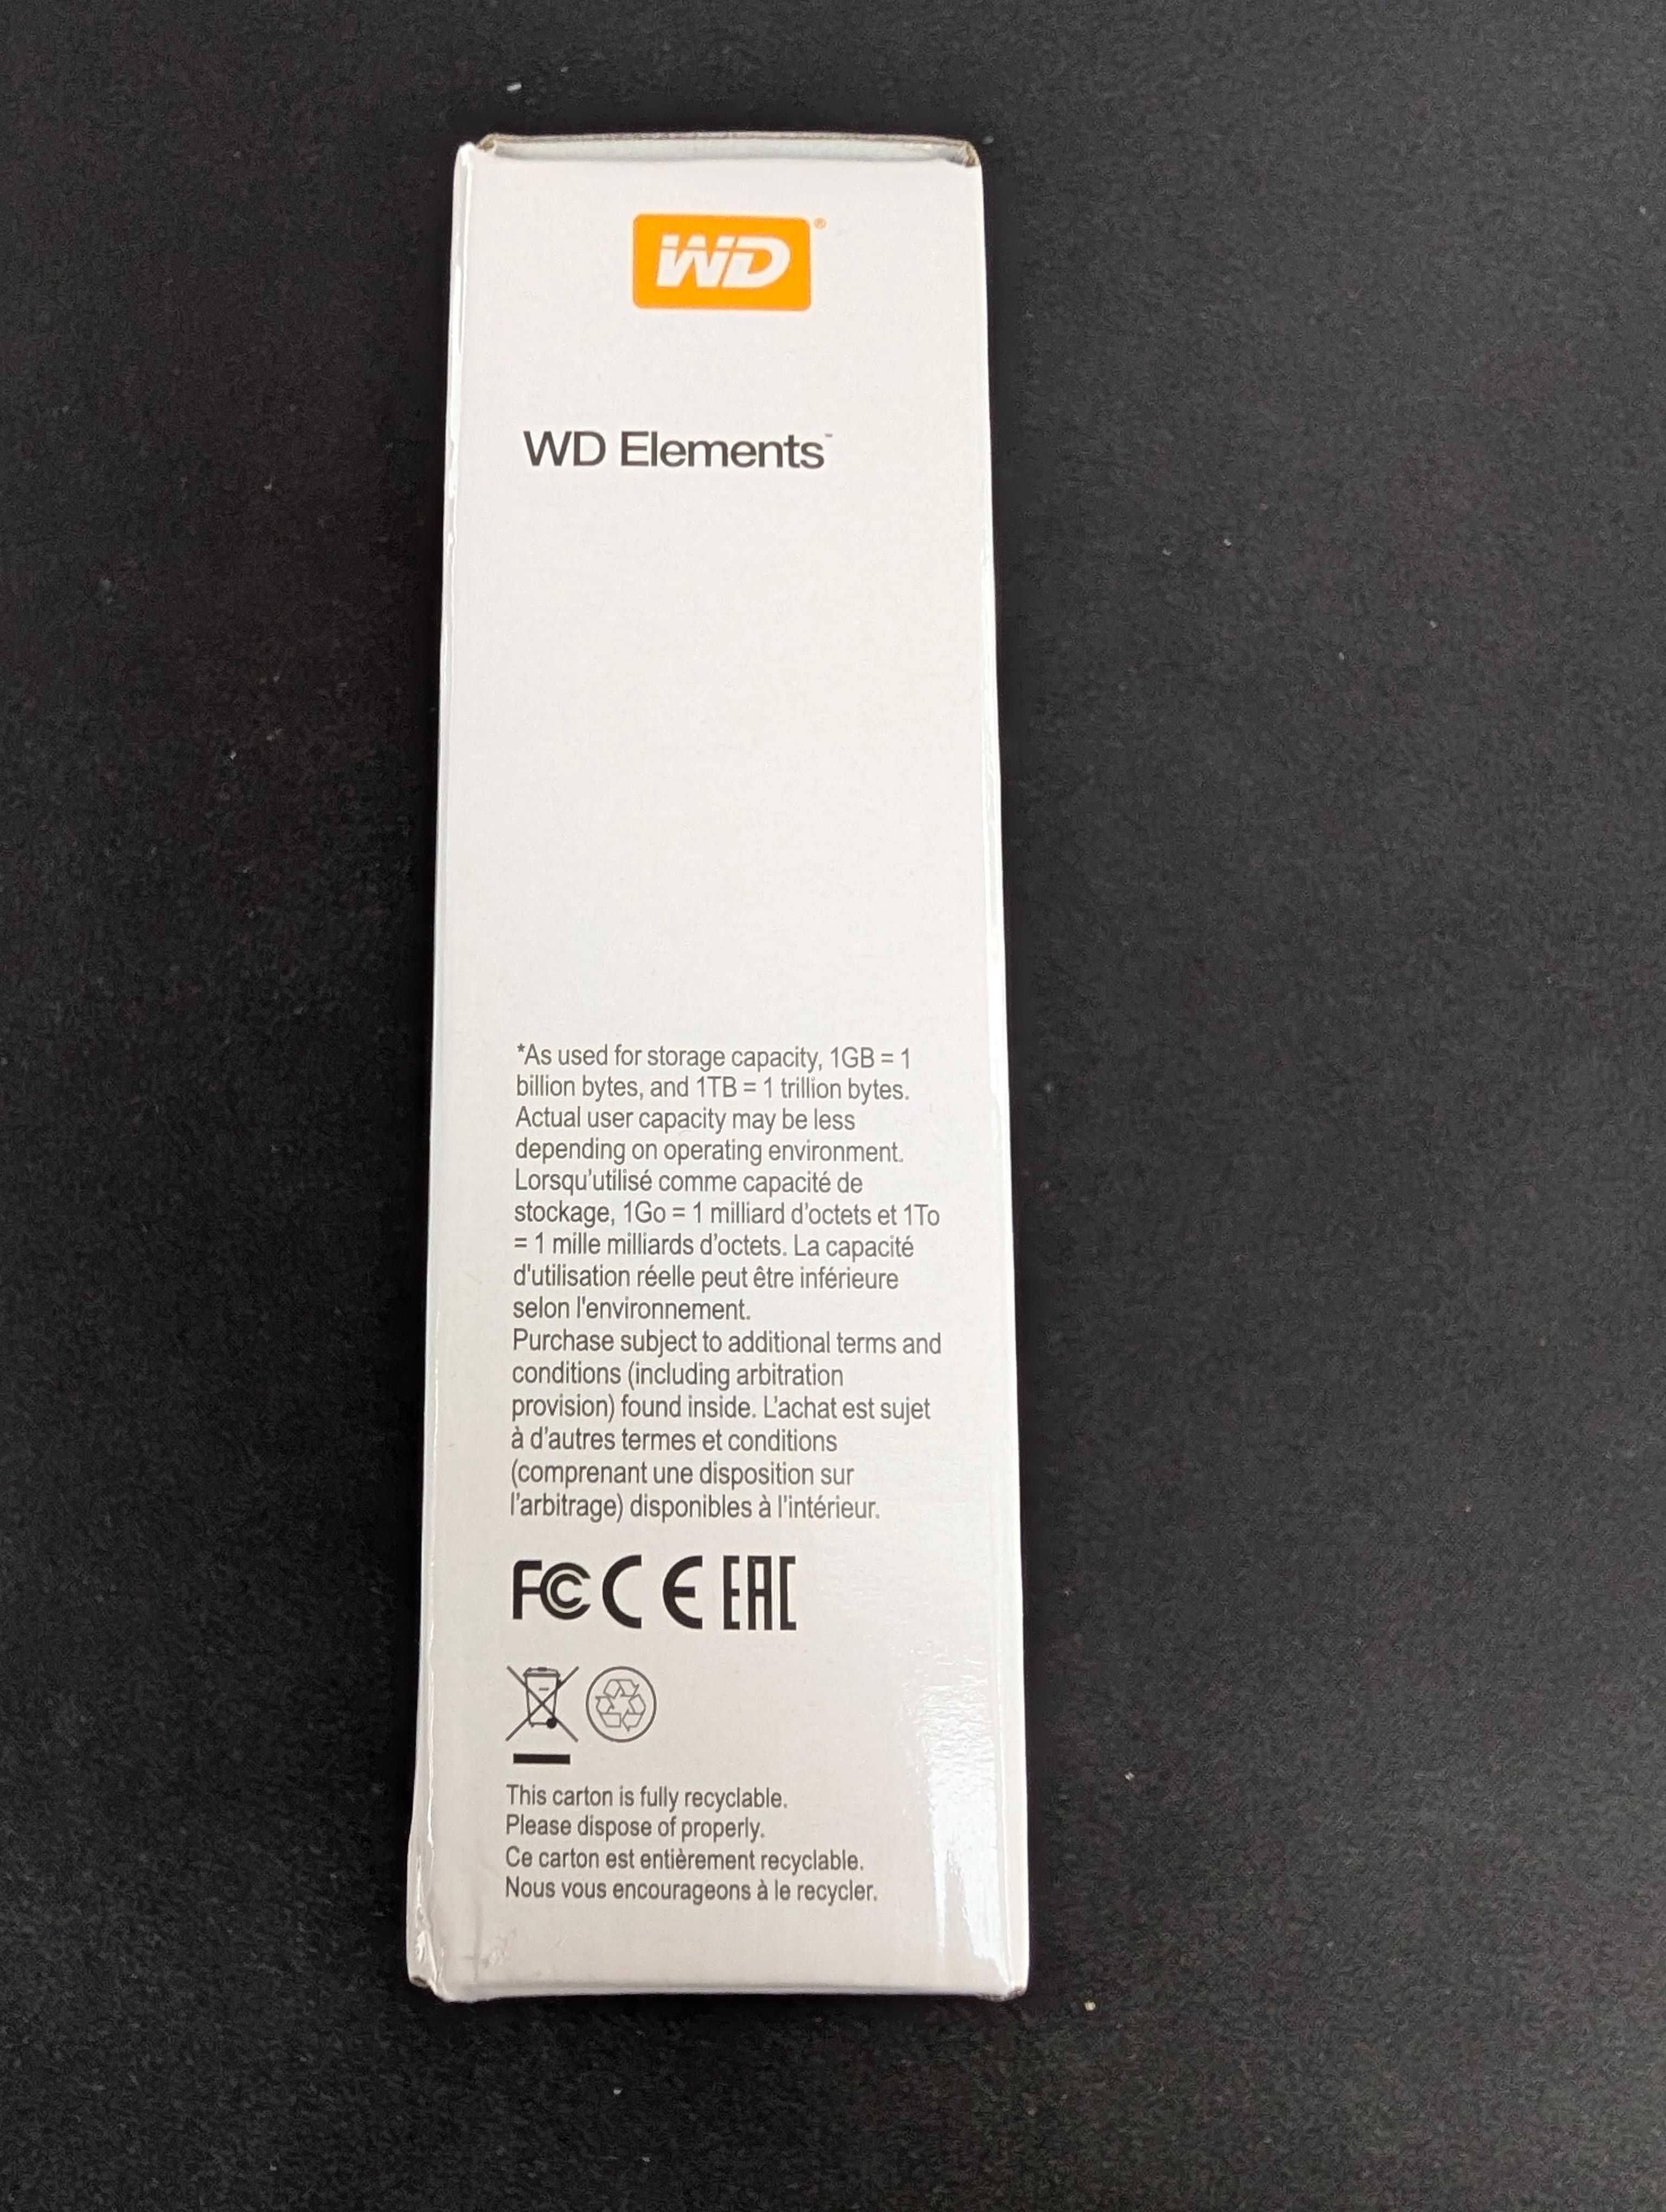 WD®
WD Elements™
*As used for storage capacity, 1GB = 1
billion bytes, and 1TB = 1 trillion bytes.
Actual user capacity may be less
depending on operating environment.
Lorsqu'utilisé comme capacité de
stockage, 1Go = 1 milliard d'octets et 1To
= 1 mille milliards d'octets. La capacité
d'utilisation réelle peut être inférieure
selon l'environnement.
Purchase subject to additional terms and
conditions (including arbitration
provision) found inside. L'achat est sujet
à d'autres termes et conditions
(comprenant une disposition sur
l'arbitrage) disponibles à l'intérieur.
FC CE EAC
This carton is fully recyclable.
Please dispose of properly.
Ce carton est entièrement recyclable.
Nous vous encourageons à le recycler.